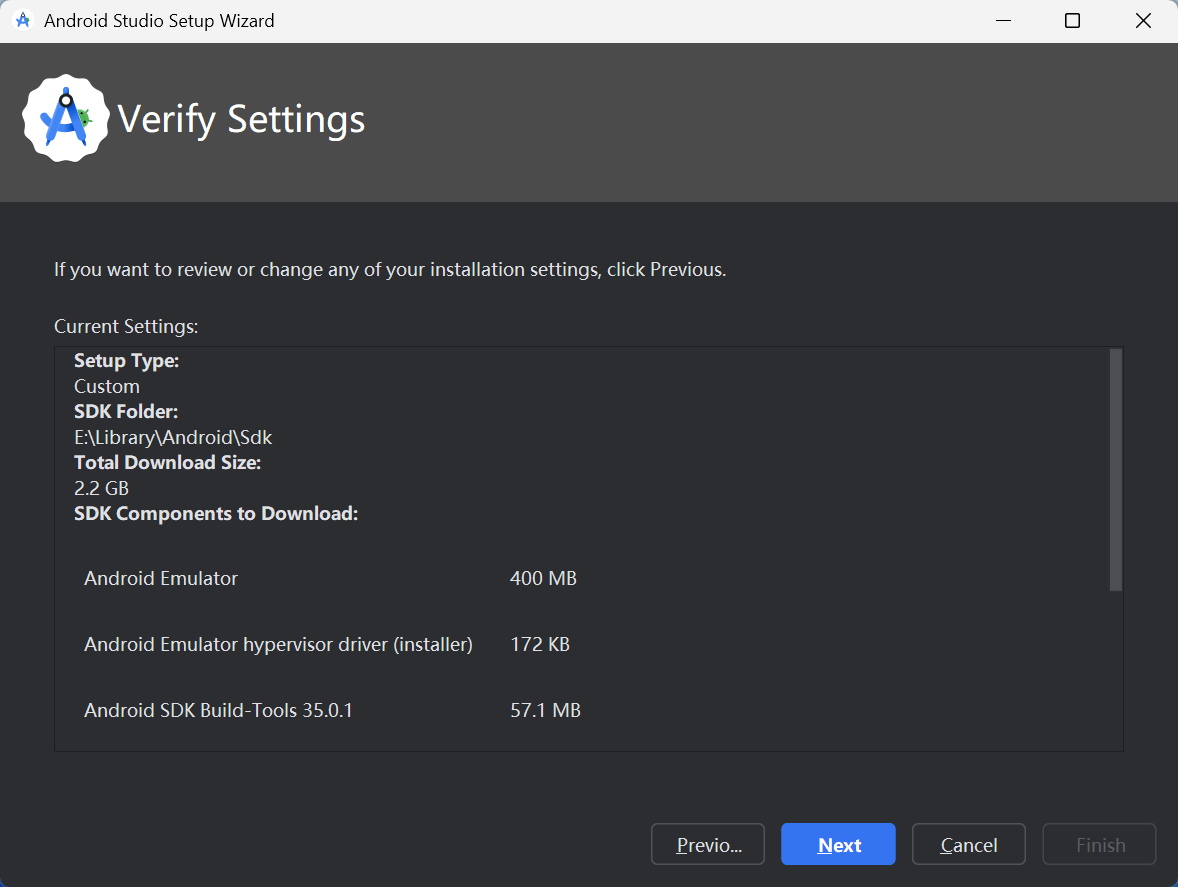 Android Studio Setup Wizard
Verify Settings
If you want to review or change any of your installation settings, click Previous.
Current Settings:
Setup Type:
Custom
SDK Folder:
E:\Library\Android\Sdk
Total Download Size:
2.2 GB
SDK Components to Download:
Android Emulator 400 MB
Android Emulator hypervisor driver (installer) 172 KB
Android SDK Build-Tools 35.0.1 57.1 MB
Previo... Next Cancel Finish